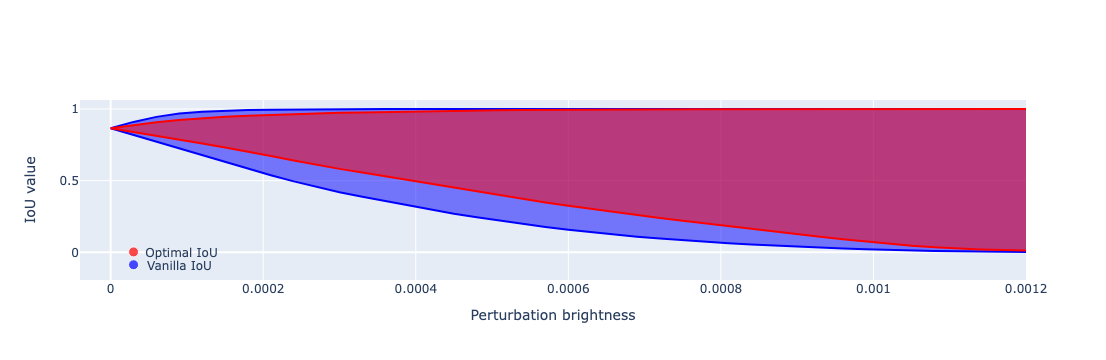 1
0.5
0
IoU value
Optimal IoU
Vanilla IoU
0 0.0002 0.0004 0.0006 0.0008 0.001 0.0012
Perturbation brightness